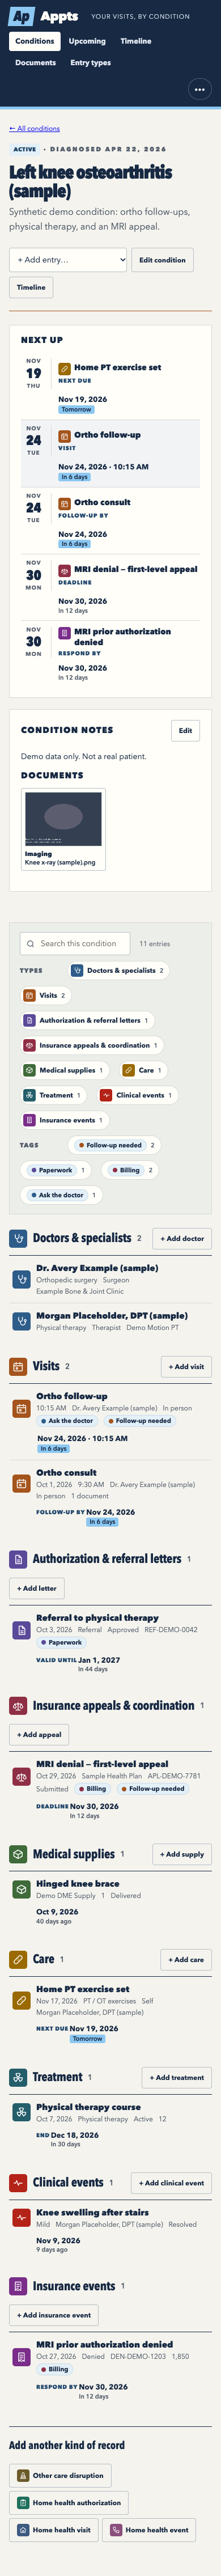 Ap Appts YOUR VISITS, BY CONDITION
Conditions Upcoming Timeline
Documents Entry types
•••
← All conditions
ACTIVE • DIAGNOSED APR 22, 2026
Left knee osteoarthritis
(sample)
Synthetic demo condition: ortho follow-ups,
physical therapy, and an MRI appeal.
+ Add entry… Edit condition
Timeline
NEXT UP
NOV
19
THU
Home PT exercise set
NEXT DUE
Nov 19, 2026
Tomorrow
NOV
24
TUE
Ortho follow-up
VISIT
Nov 24, 2026 · 10:15 AM
In 6 days
NOV
24
TUE
Ortho consult
FOLLOW-UP BY
Nov 24, 2026
In 6 days
NOV
30
MON
MRI denial — first-level appeal
DEADLINE
Nov 30, 2026
In 12 days
NOV
30
MON
MRI prior authorization
denied
RESPOND BY
Nov 30, 2026
In 12 days
CONDITION NOTES Edit
Demo data only. Not a real patient.
DOCUMENTS
Imaging
Knee x-ray (sample).png
Search this condition 11 entries
TYPES Doctors & specialists 2
Visits 2
Authorization & referral letters 1
Insurance appeals & coordination 1
Medical supplies 1 Care 1
Treatment 1 Clinical events 1
Insurance events 1
TAGS Follow-up needed 2
Paperwork 1 Billing 2
Ask the doctor 1
Doctors & specialists 2 + Add doctor
Dr. Avery Example (sample)
Orthopedic surgery Surgeon
Example Bone & Joint Clinic
Morgan Placeholder, DPT (sample)
Physical therapy Therapist Demo Motion PT
Visits 2 + Add visit
Ortho follow-up
10:15 AM Dr. Avery Example (sample) In person
Ask the doctor Follow-up needed
Nov 24, 2026 · 10:15 AM
In 6 days
Ortho consult
Oct 1, 2026 9:30 AM Dr. Avery Example (sample)
In person 1 document
FOLLOW-UP BY Nov 24, 2026
In 6 days
Authorization & referral letters 1
+ Add letter
Referral to physical therapy
Oct 3, 2026 Referral Approved REF-DEMO-0042
Paperwork
VALID UNTIL Jan 1, 2027
In 44 days
Insurance appeals & coordination 1
+ Add appeal
MRI denial — first-level appeal
Oct 29, 2026 Sample Health Plan APL-DEMO-7781
Submitted Billing Follow-up needed
DEADLINE Nov 30, 2026
In 12 days
Medical supplies 1 + Add supply
Hinged knee brace
Demo DME Supply 1 Delivered
Oct 9, 2026
40 days ago
Care 1 + Add care
Home PT exercise set
Nov 17, 2026 PT / OT exercises Self
Morgan Placeholder, DPT (sample)
NEXT DUE Nov 19, 2026
Tomorrow
Treatment 1 + Add treatment
Physical therapy course
Oct 7, 2026 Physical therapy Active 12
END Dec 18, 2026
In 30 days
Clinical events 1 + Add clinical event
Knee swelling after stairs
Mild Morgan Placeholder, DPT (sample) Resolved
Nov 9, 2026
9 days ago
Insurance events 1
+ Add insurance event
MRI prior authorization denied
Oct 27, 2026 Denied DEN-DEMO-1203 1,850
Billing
RESPOND BY Nov 30, 2026
In 12 days
Add another kind of record
Other care disruption
Home health authorization
Home health visit Home health event